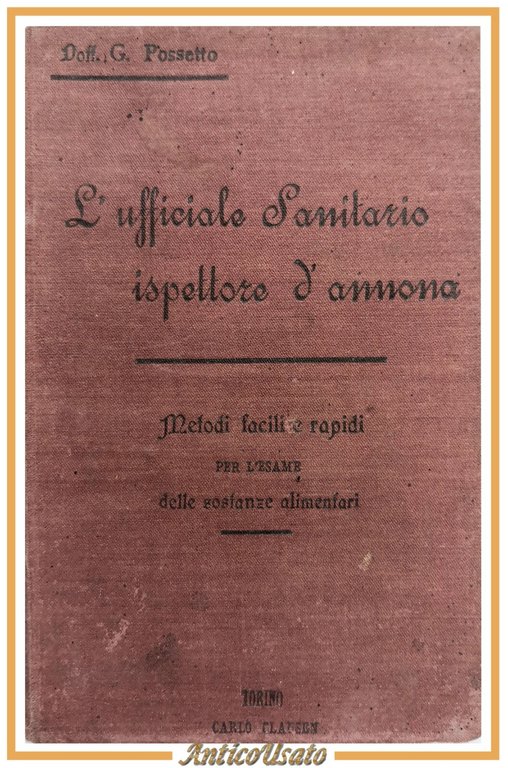 Dott. G. Possetto
L' ufficiale Sanitario
ispettore d' annona
Metodi facili e rapidi
PER L'ESAME
delle sostanze alimentari
TORINO
CARLO CLAUSEN
AnticoUsato